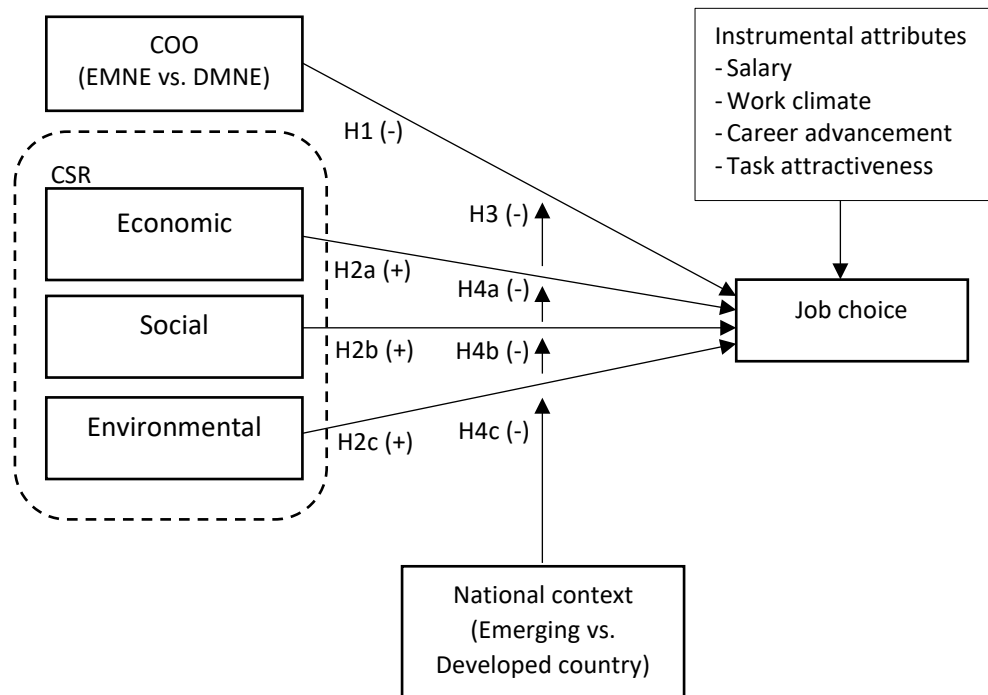 COO
(EMNE vs. DMNE)
Instrumental attributes
- Salary
- Work climate
- Career advancement
- Task attractiveness
H1 (-)
CSR
Economic
H3 (-)
H2a (+)
H4a (-)
Social
Job choice
H2b (+)
H4b (-)
Environmental
H2c (+)
H4c (-)
National context
(Emerging vs.
Developed country)